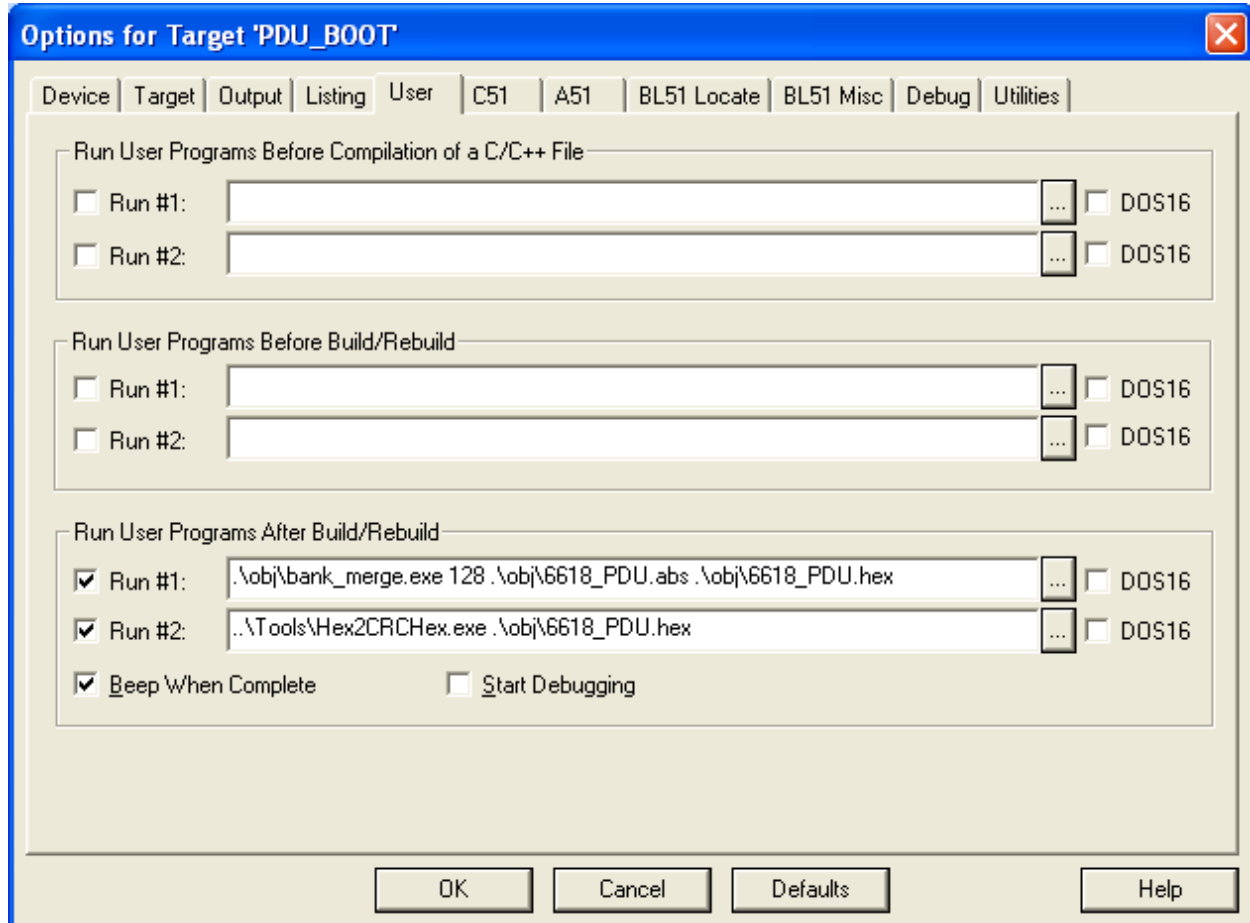 Options for Target 'PDU_BOOT'
Device Target Output Listing User C51 A51 BL51 Locate BL51 Misc Debug Utilities
Run User Programs Before Compilation of a C/C++ File
Run #1: ... DOS16
Run #2: ... DOS16
Run User Programs Before Build/Rebuild
Run #1: ... DOS16
Run #2: ... DOS16
Run User Programs After Build/Rebuild
Run #1: .\obj\bank_merge.exe 128 .\obj\6618_PDU.abs .\obj\6618_PDU.hex ... DOS16
Run #2: ..\Tools\Hex2CRCHex.exe .\obj\6618_PDU.hex ... DOS16
Beep When Complete Start Debugging
OK Cancel Defaults Help